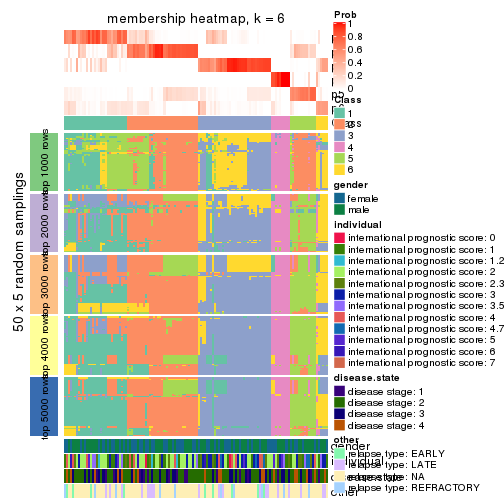 membership heatmap, k = 6
50 x 5 random samplings
top 1000 rows
top 2000 rows
top 3000 rows
top 4000 rows
top 5000 rows
Prob
1
0.8
0.6
0.4
0.2
0
Class
1
2
3
4
5
6
gender
female
male
individual
international prognostic score: 0
international prognostic score: 1
international prognostic score: 1.2
international prognostic score: 2
international prognostic score: 2.3
international prognostic score: 3
international prognostic score: 3.5
international prognostic score: 4
international prognostic score: 4.7
international prognostic score: 5
international prognostic score: 6
international prognostic score: 7
disease.state
disease stage: 1
disease stage: 2
disease stage: 3
disease stage: 4
other
relapse type: EARLY
relapse type: LATE
relapse type: NA
relapse type: REFRACTORY
gender
individual
disease.state
other